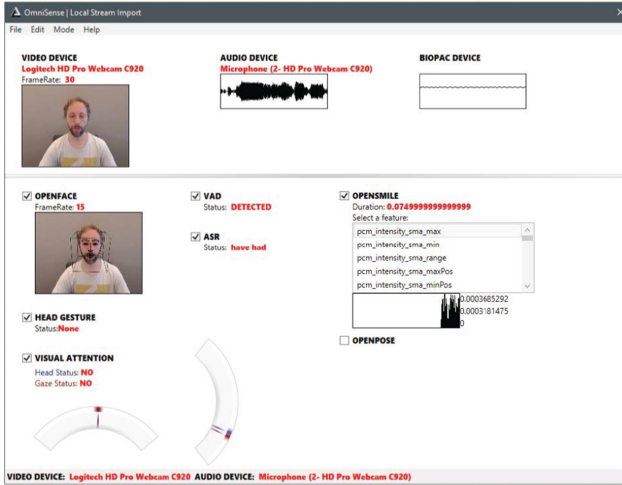 OmniSense | Local Stream Import
File Edit Mode Help
VIDEO DEVICE
Logitech HD Pro Webcam C920
FrameRate: 30
AUDIO DEVICE
Microphone (2- HD Pro Webcam C920)
BIOPAC DEVICE
OPENFACE
FrameRate: 15
HEAD GESTURE
Status:None
VISUAL ATTENTION
Head Status: NO
Gaze Status: NO
VAD
Status: DETECTED
ASR
Status: have had
OPENSMILE
Duration: 0.0749999999999999
Select a feature:
pcm_intensity_sma_max
pcm_intensity_sma_min
pcm_intensity_sma_range
pcm_intensity_sma_maxPos
pcm_intensity_sma_minPos
0.0003685292
0.0003181475
0
OPENPOSE
VIDEO DEVICE: Logitech HD Pro Webcam C920 AUDIO DEVICE: Microphone (2- HD Pro Webcam C920)